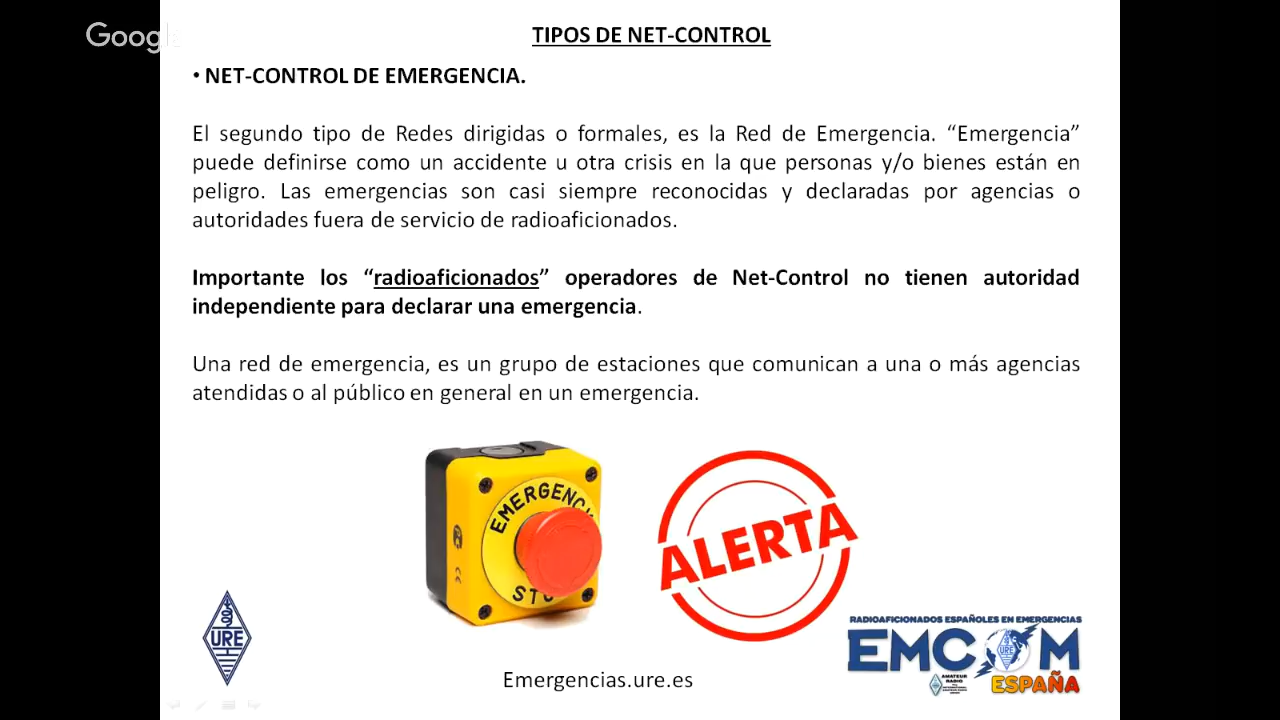 Google
TIPOS DE NET-CONTROL
• NET-CONTROL DE EMERGENCIA.
El segundo tipo de Redes dirigidas o formales, es la Red de Emergencia. “Emergencia”
puede definirse como un accidente u otra crisis en la que personas y/o bienes están en
peligro. Las emergencias son casi siempre reconocidas y declaradas por agencias o
autoridades fuera de servicio de radioaficionados.
Importante los “radioaficionados” operadores de Net-Control no tienen autoridad
independiente para declarar una emergencia.
Una red de emergencia, es un grupo de estaciones que comunican a una o más agencias
atendidas o al público en general en un emergencia.
EMERGENCY
STOP
ALERTA
URE
RADIOAFICIONADOS ESPAÑOLES EN EMERGENCIAS
EMCOM
URE
AMATEUR
RADIO
ESPAÑA
Emergencias.ure.es